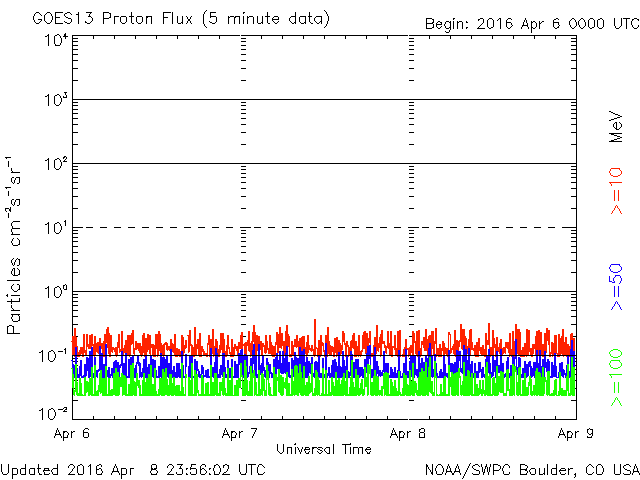 GOES13 Proton Flux (5 minute data)
Begin: 2016 Apr 6 0000 UTC
Particles cm⁻²s⁻¹sr⁻¹
10⁴
10³
10²
10¹
10⁰
10⁻¹
10⁻²
Apr 6
Apr 7
Apr 8
Apr 9
Universal Time
MeV
>=10
>=50
>=100
Updated 2016 Apr 8 23:56:02 UTC
NOAA/SWPC Boulder, CO USA